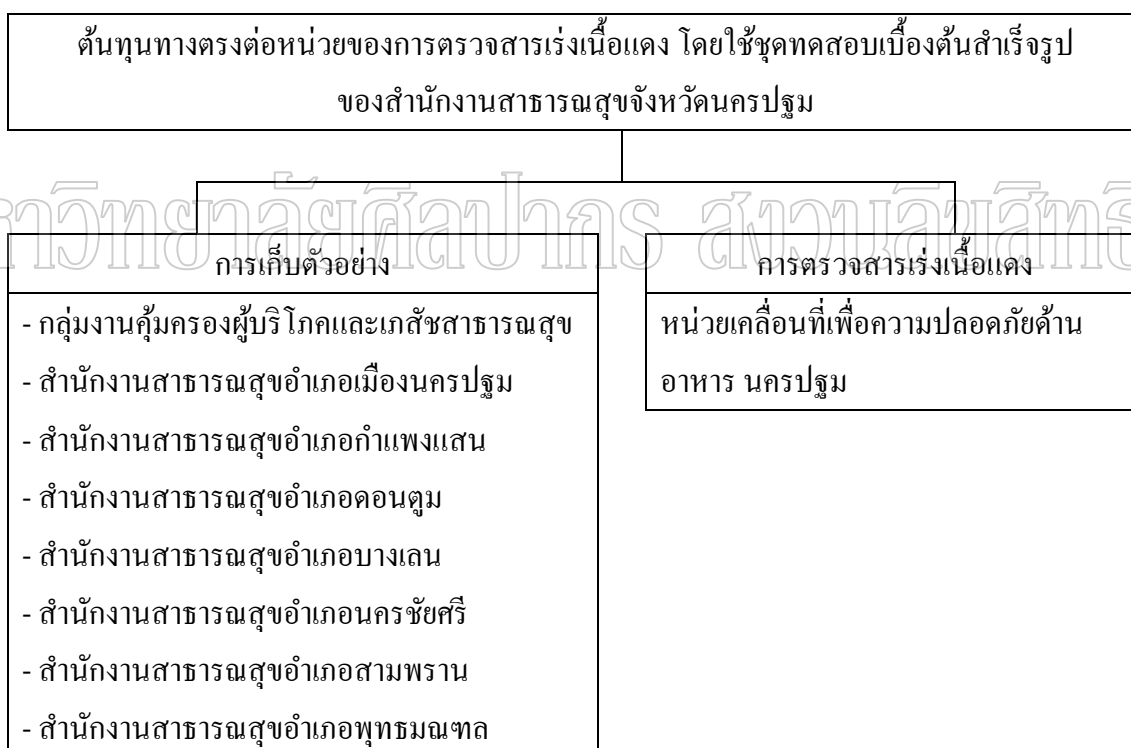 ต้นทุนทางตรงต่อหน่วยของการตรวจสารเร่งเนื้อแดง โดยใช้ชุดทดสอบเบื้องต้นสำเร็จรูป
ของสำนักงานสาธารณสุขจังหวัดนครปฐม
การเก็บตัวอย่าง
- กลุ่มงานคุ้มครองผู้บริโภคและเภสัชสาธารณสุข
- สำนักงานสาธารณสุขอำเภอเมืองนครปฐม
- สำนักงานสาธารณสุขอำเภอกำแพงแสน
- สำนักงานสาธารณสุขอำเภอดอนตูม
- สำนักงานสาธารณสุขอำเภอบางเลน
- สำนักงานสาธารณสุขอำเภอนครชัยศรี
- สำนักงานสาธารณสุขอำเภอสามพราน
- สำนักงานสาธารณสุขอำเภอพุทธมณฑล
การตรวจสารเร่งเนื้อแดง
หน่วยเคลื่อนที่เพื่อความปลอดภัยด้าน
อาหาร นครปฐม